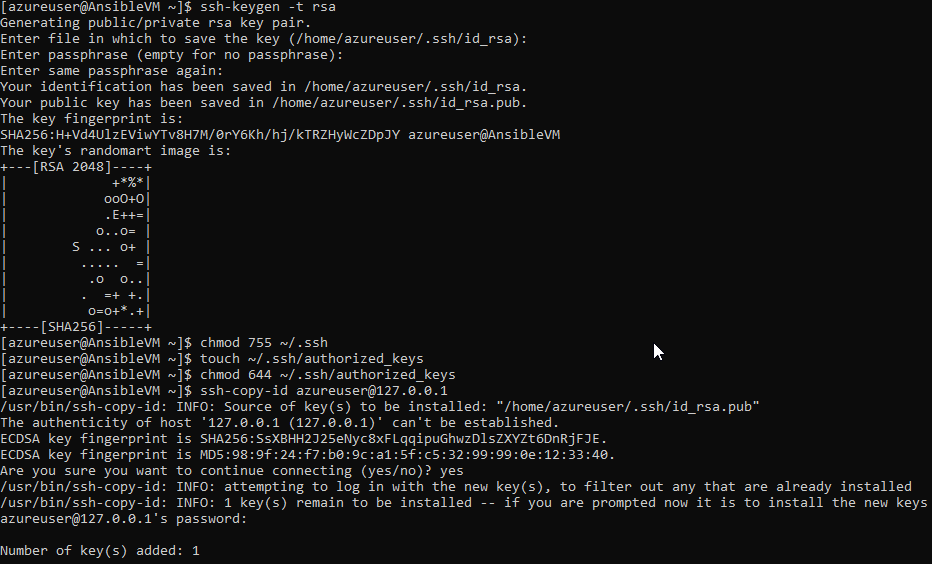 [azureuser@AnsibleVM ~]$ ssh-keygen -t rsa
Generating public/private rsa key pair.
Enter file in which to save the key (/home/azureuser/.ssh/id_rsa):
Enter passphrase (empty for no passphrase):
Enter same passphrase again:
Your identification has been saved in /home/azureuser/.ssh/id_rsa.
Your public key has been saved in /home/azureuser/.ssh/id_rsa.pub.
The key fingerprint is:
SHA256:H+Vd4UlzEViwYTv8H7M/0rY6Kh/hj/kTRZHyWcZDpJY azureuser@AnsibleVM
The key's randomart image is:
+---[RSA 2048]----+
|             +*%*|
|            ooO+O|
|            .E++=|
|           o..o= |
|        S ... o+ |
|         .....  =|
|          .o  o..|
|         .  =+ +.|
|          o=o+*.+|
+----[SHA256]-----+
[azureuser@AnsibleVM ~]$ chmod 755 ~/.ssh
[azureuser@AnsibleVM ~]$ touch ~/.ssh/authorized_keys
[azureuser@AnsibleVM ~]$ chmod 644 ~/.ssh/authorized_keys
[azureuser@AnsibleVM ~]$ ssh-copy-id azureuser@127.0.0.1
/usr/bin/ssh-copy-id: INFO: Source of key(s) to be installed: "/home/azureuser/.ssh/id_rsa.pub"
The authenticity of host '127.0.0.1 (127.0.0.1)' can't be established.
ECDSA key fingerprint is SHA256:SsXBHH2J25eNyc8xFLqqipuGhwzDlsZXYZt6DnRjFJE.
ECDSA key fingerprint is MD5:98:9f:24:f7:b0:9c:a1:5f:c5:32:99:99:0e:12:33:40.
Are you sure you want to continue connecting (yes/no)? yes
/usr/bin/ssh-copy-id: INFO: attempting to log in with the new key(s), to filter out any that are already installed
/usr/bin/ssh-copy-id: INFO: 1 key(s) remain to be installed -- if you are prompted now it is to install the new keys
azureuser@127.0.0.1's password:

Number of key(s) added: 1